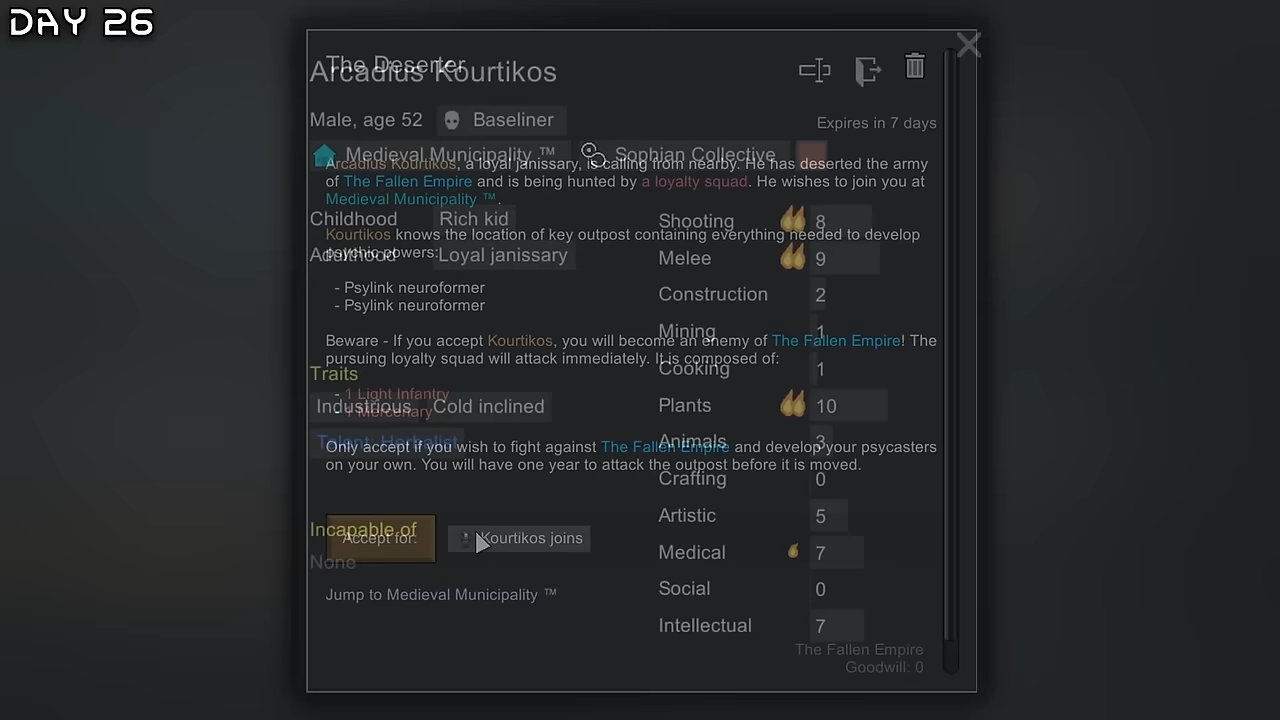 DAY 26
The Deserter
Arcadius Kourtikos
Male, age 52 Baseliner
Expires in 7 days
Medieval Municipality ™ Sophian Collective
Arcadius Kourtikos, a loyal janissary, is calling from nearby. He has deserted the army
of The Fallen Empire and is being hunted by a loyalty squad. He wishes to join you at
Medieval Municipality ™.
Childhood Rich kid
Kourtikos knows the location of key outpost containing everything needed to develop
psychic powers:
Adulthood Loyal janissary
- Psylink neuroformer
- Psylink neuroformer
Beware - If you accept Kourtikos, you will become an enemy of The Fallen Empire! The
pursuing loyalty squad will attack immediately. It is composed of:
Traits
- 1 Light Infantry
- 1 Mercenary
Industrious Cold inclined
Talent: Herbalist
Only accept if you wish to fight against The Fallen Empire and develop your psycasters
on your own. You will have one year to attack the outpost before it is moved.
Incapable of
None
Accept for: Kourtikos joins
Jump to Medieval Municipality ™
Shooting 8
Melee 9
Construction 2
Mining 1
Cooking 1
Plants 10
Animals 3
Crafting 0
Artistic 5
Medical 7
Social 0
Intellectual 7
The Fallen Empire
Goodwill: 0